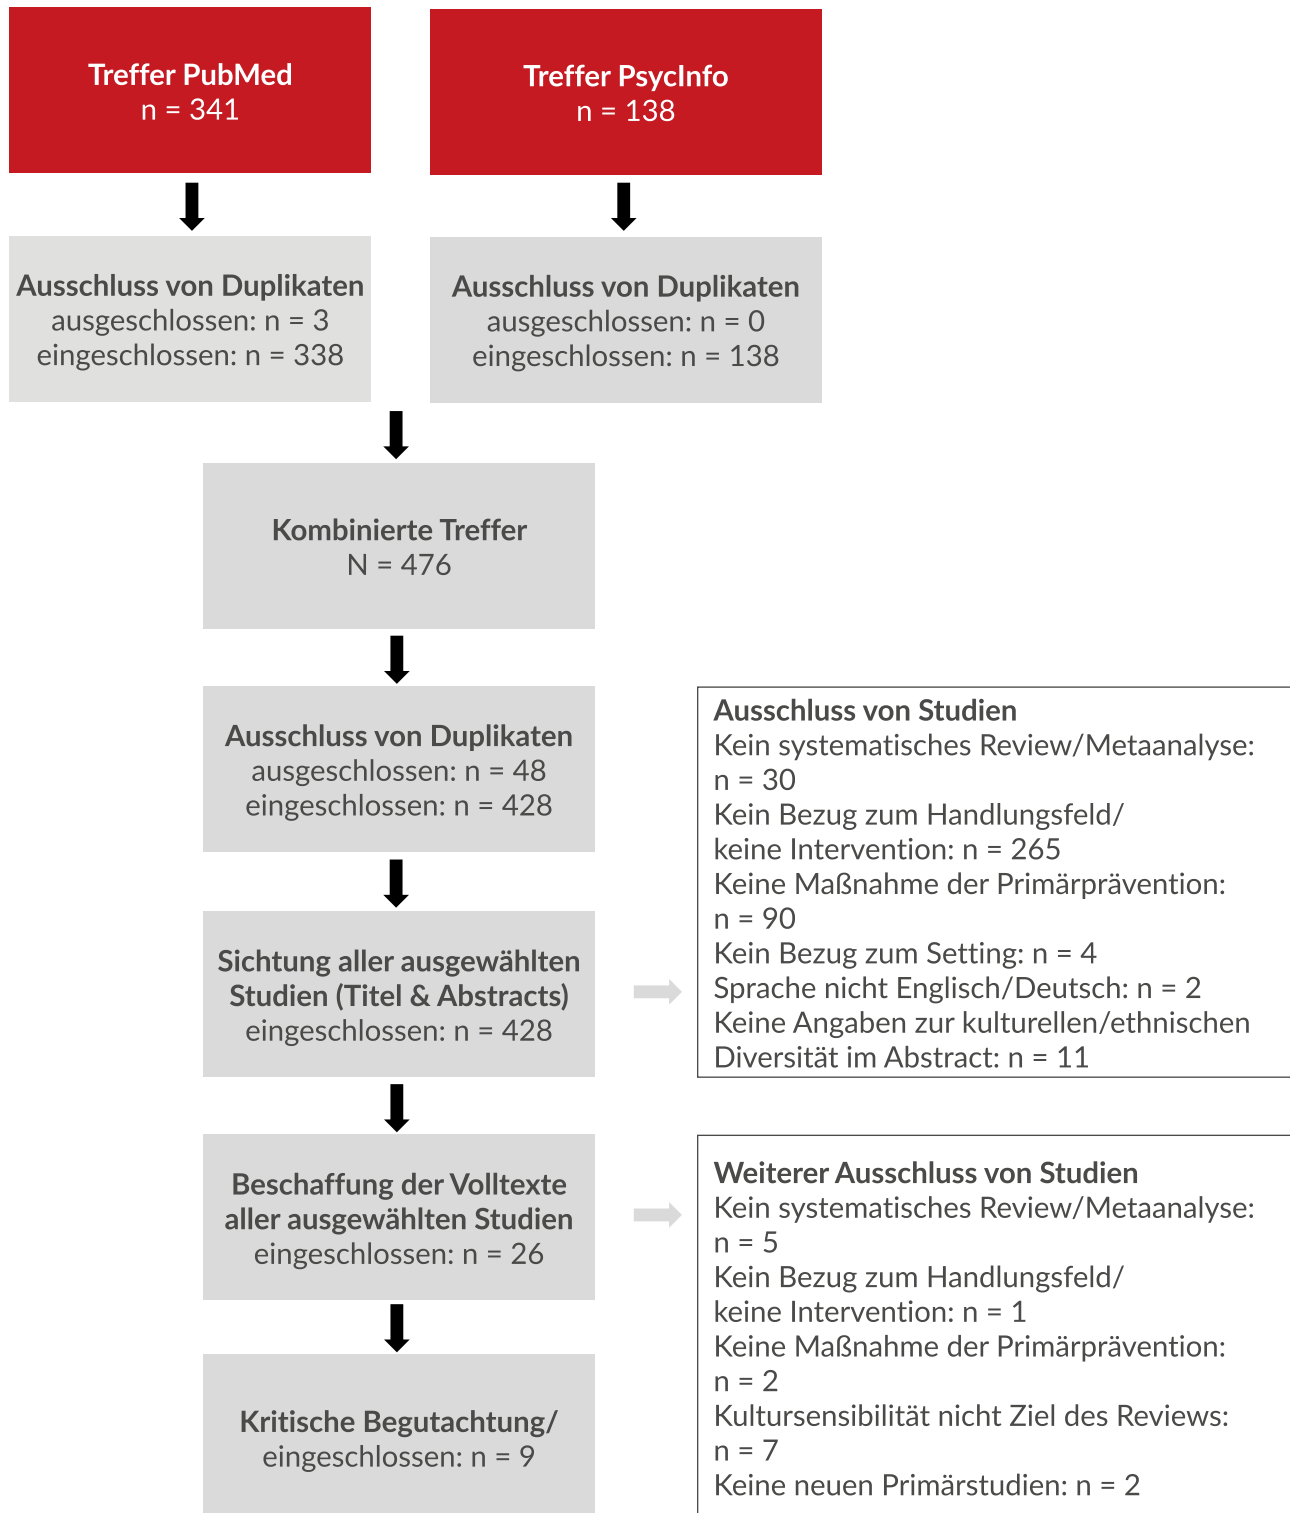 Treffer PubMed
n = 341
Treffer PsycInfo
n = 138
Ausschluss von Duplikaten
ausgeschlossen: n = 3
eingeschlossen: n = 338
Ausschluss von Duplikaten
ausgeschlossen: n = 0
eingeschlossen: n = 138
Kombinierte Treffer
N = 476
Ausschluss von Duplikaten
ausgeschlossen: n = 48
eingeschlossen: n = 428
Sichtung aller ausgewählten
Studien (Titel & Abstracts)
eingeschlossen: n = 428
Ausschluss von Studien
Kein systematisches Review/Metaanalyse:
n = 30
Kein Bezug zum Handlungsfeld/
keine Intervention: n = 265
Keine Maßnahme der Primärprävention:
n = 90
Kein Bezug zum Setting: n = 4
Sprache nicht Englisch/Deutsch: n = 2
Keine Angaben zur kulturellen/ethnischen
Diversität im Abstract: n = 11
Beschaffung der Volltexte
aller ausgewählten Studien
eingeschlossen: n = 26
Weiterer Ausschluss von Studien
Kein systematisches Review/Metaanalyse:
n = 5
Kein Bezug zum Handlungsfeld/
keine Intervention: n = 1
Keine Maßnahme der Primärprävention:
n = 2
Kultursensibilität nicht Ziel des Reviews:
n = 7
Keine neuen Primärstudien: n = 2
Kritische Begutachtung/
eingeschlossen: n = 9